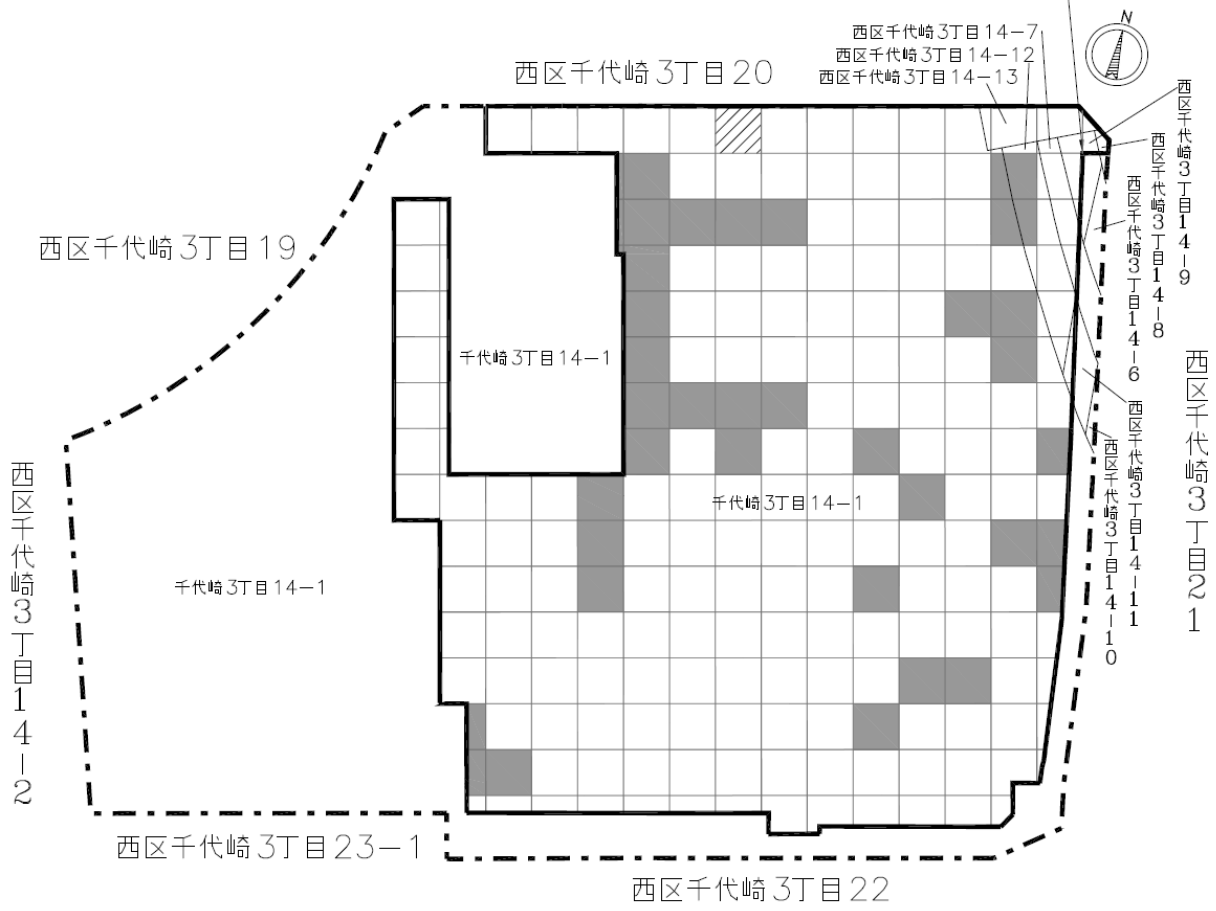 N
西区千代崎3丁目14-7
西区千代崎3丁目14-12
西区千代崎3丁目14-13
西区千代崎3丁目20
西区千代崎3丁目14-9
西区千代崎3丁目14-8
西区千代崎3丁目14-6
西区千代崎3丁目19
千代崎3丁目14-1
西区千代崎3丁目21
西区千代崎3丁目14-11
西区千代崎3丁目14-10
千代崎3丁目14-1
千代崎3丁目14-1
西区千代崎3丁目14-2
西区千代崎3丁目23-1
西区千代崎3丁目22